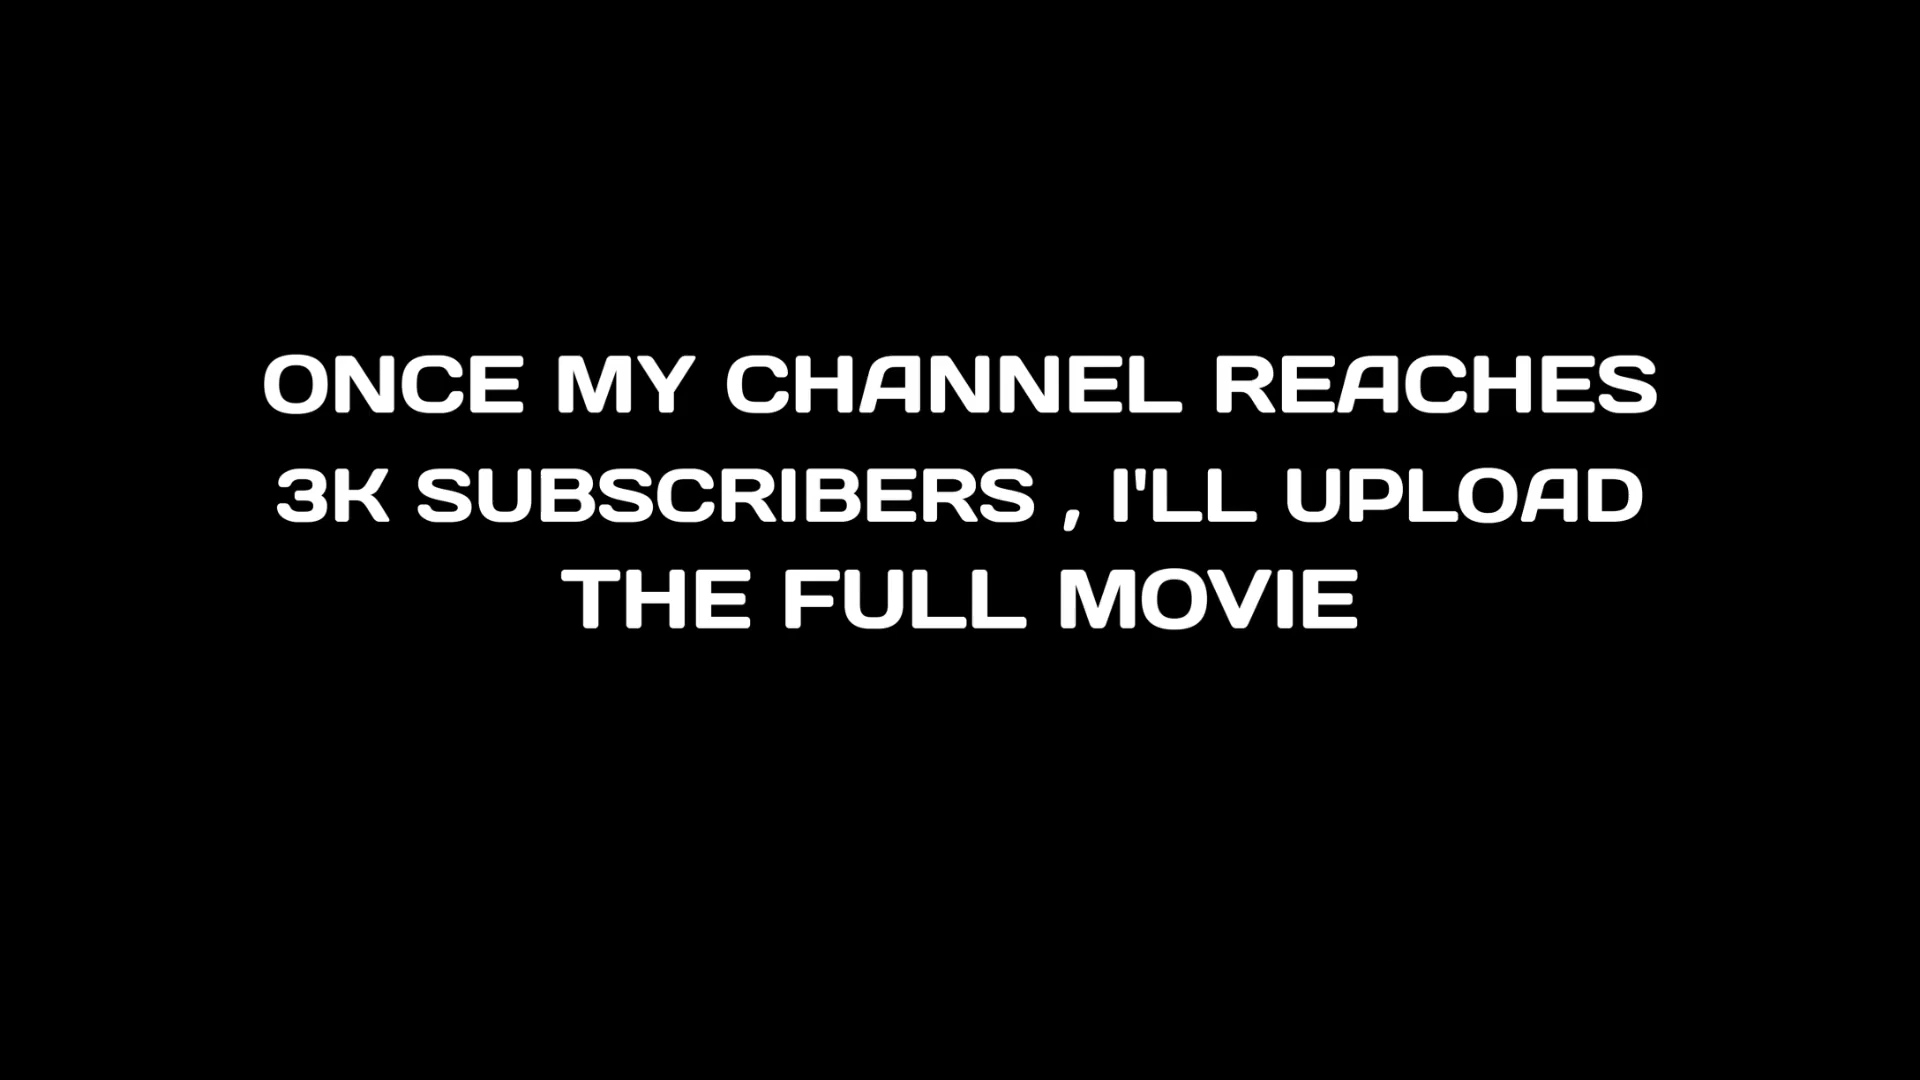 ONCE MY CHANNEL REACHES
3K SUBSCRIBERS , I'LL UPLOAD
THE FULL MOVIE